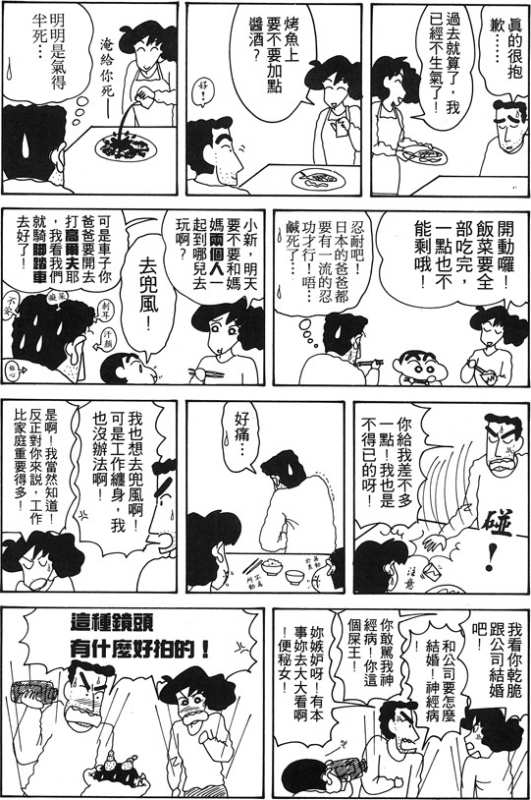 真的很抱
歉……
過去就算了，我
已經不生氣了！
烤魚上
要不要加點
醬酒？
好！
淹給你死—
明明是氣得
半死…
開動囉！
飯菜要全
部吃完，
一點也不
能剩哦！
忍耐吧！
日本的爸爸都
要有一流的忍
功才行！唔…
鹹死了…
小新，明天
要不要和媽
媽兩個人一
起到哪兒去
玩啊？
去兜風！
可是車子你
爸爸要開去
打高爾夫耶
，我看我們
就騎腳踏車
去好了！
刺耳
汗顏
不安
你給我差不多
一點！我也是
不得已的呀！
碰！
注意
好痛…
我也想去兜風啊！
可是工作纏身，我
也沒辦法啊！
是啊！我當然知道！
反正對你來說，工作
比家庭重要得多！
我看你乾脆
跟公司結婚
吧！
和公司要怎麼
結婚！神經病
你敢罵我神
經病！你這
個屎王！
妳嫉妒呀！有本
事妳去大大看啊
！便秘女！
這種鏡頭
有什麼好拍的！